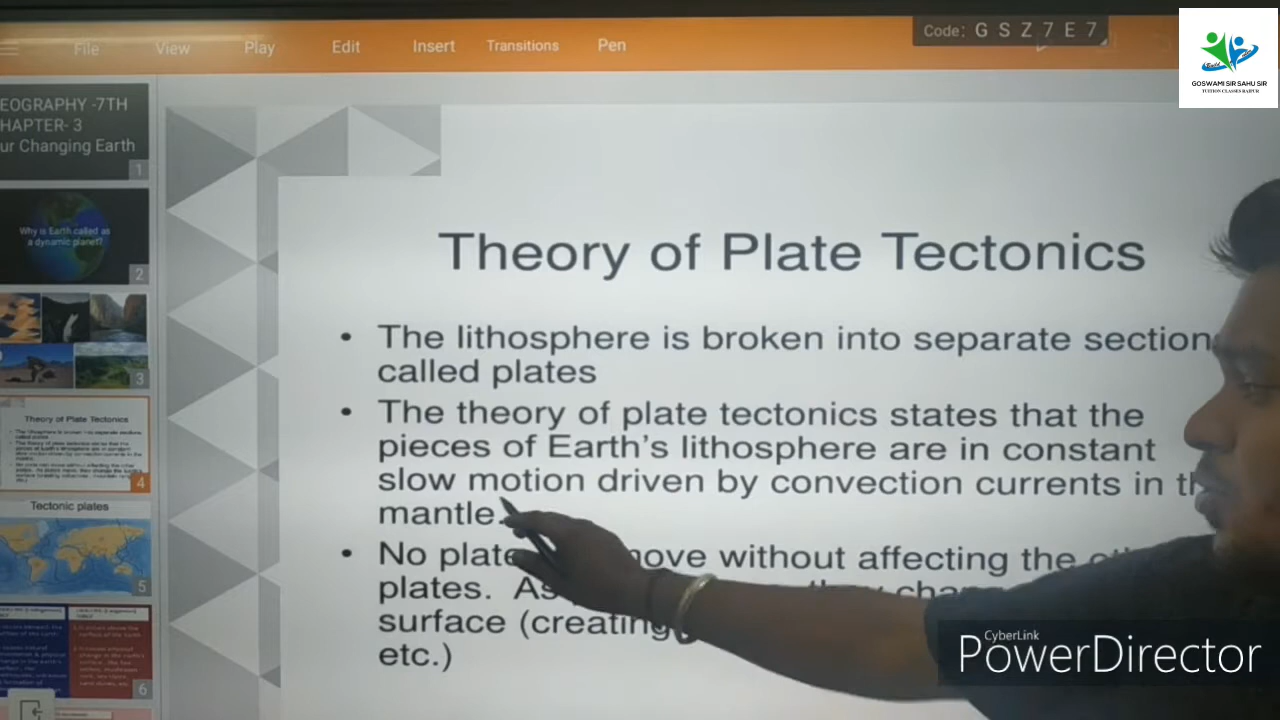 File View Play Edit Insert Transitions Pen
Code: G S Z 7 E 7
GOSWAMI SIR SAHU SIR
TUITION CLASSES RAIPUR
EOGRAPHY -7TH
HAPTER- 3
ur Changing Earth
1
Why is Earth called as
a dynamic planet?
2
3
Theory of Plate Tectonics
4
Tectonic plates
5
6
Theory of Plate Tectonics
• The lithosphere is broken into separate section
called plates
• The theory of plate tectonics states that the
pieces of Earth's lithosphere are in constant
slow motion driven by convection currents in th
mantle.
• No plate move without affecting the
plates. As
surface (creating
etc.)
CyberLink
PowerDirector